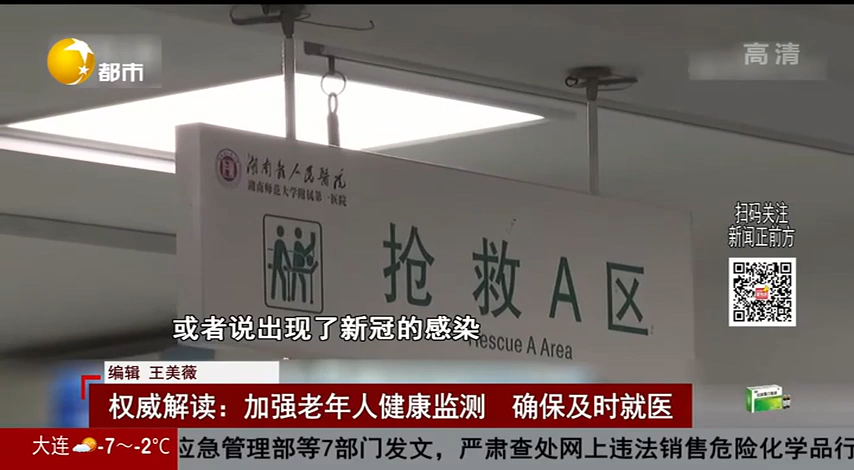 都市
高清
湖南省人民医院
湖南师范大学附属第一医院
抢救A区
Rescue A Area
扫码关注
新闻正前方
或者说出现了新冠的感染
编辑 王美薇
权威解读：加强老年人健康监测 确保及时就医
大连 -7～-2℃ 应急管理部等7部门发文，严肃查处网上违法销售危险化学品行